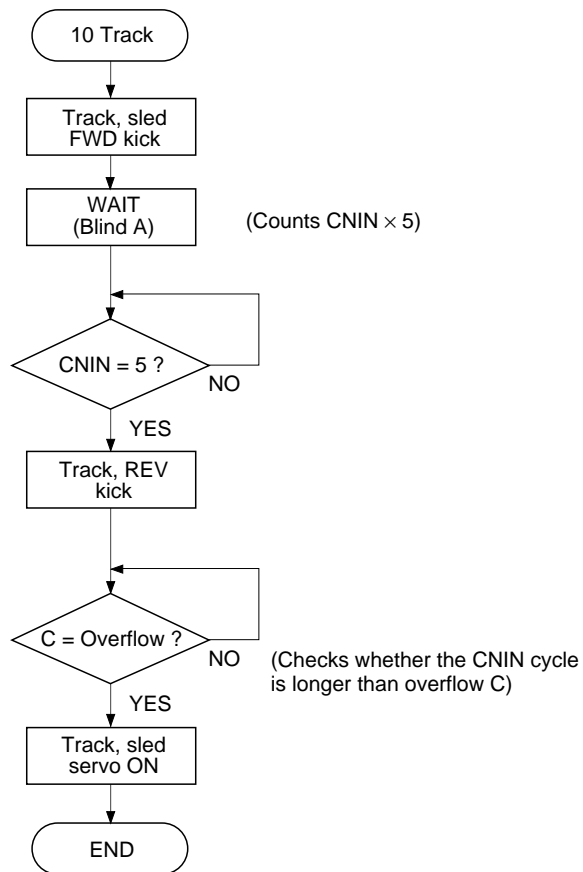 10 Track
Track, sled
FWD kick
WAIT
(Blind A)
(Counts CNIN × 5)
CNIN = 5 ?
NO
YES
Track, REV
kick
C = Overflow ?
NO
(Checks whether the CNIN cycle
is longer than overflow C)
YES
Track, sled
servo ON
END